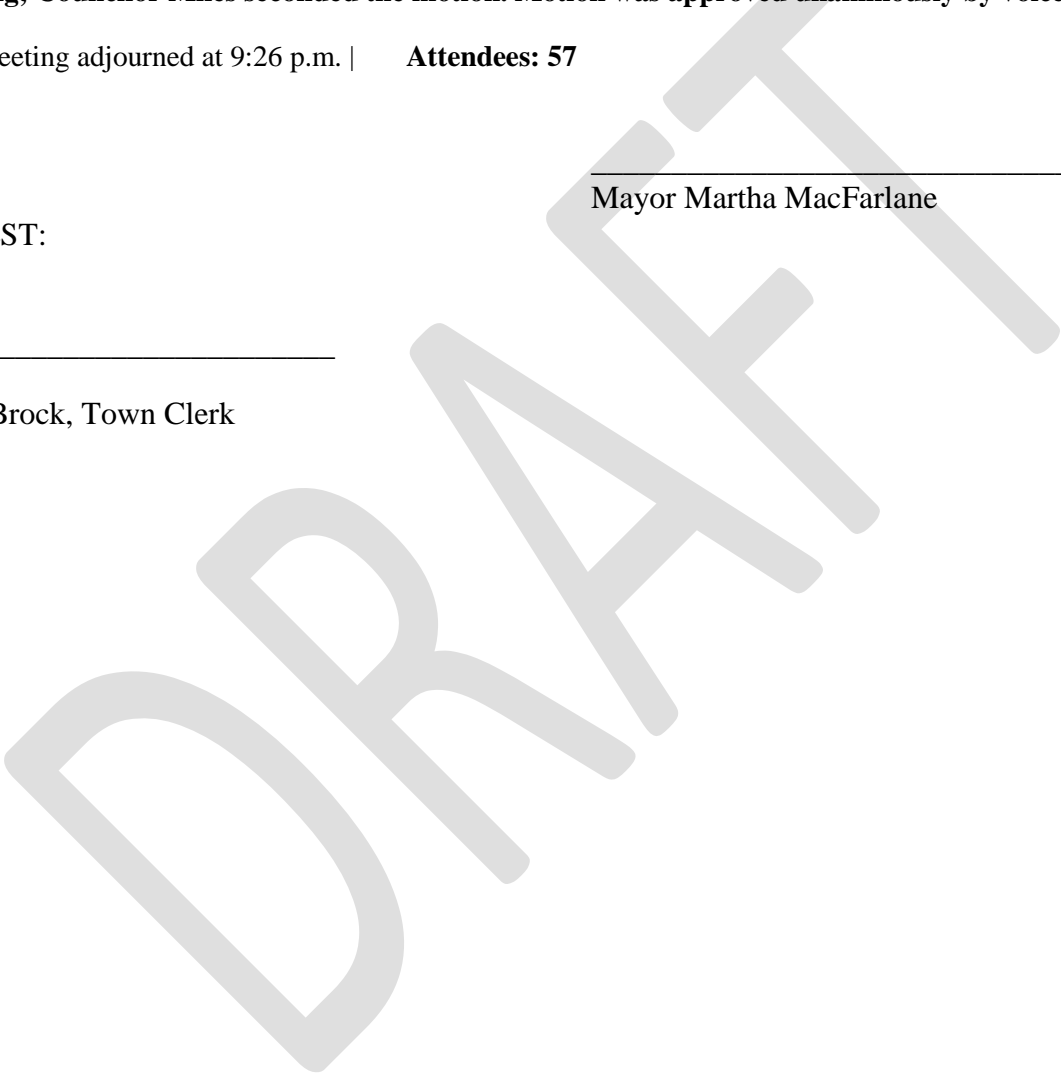 g, Councilor Miles seconded the motion. Motion was approved unanimously by voice
eeting adjourned at 9:26 p.m. | Attendees: 57
Mayor Martha MacFarlane
ST:
Brock, Town Clerk
DRAFT